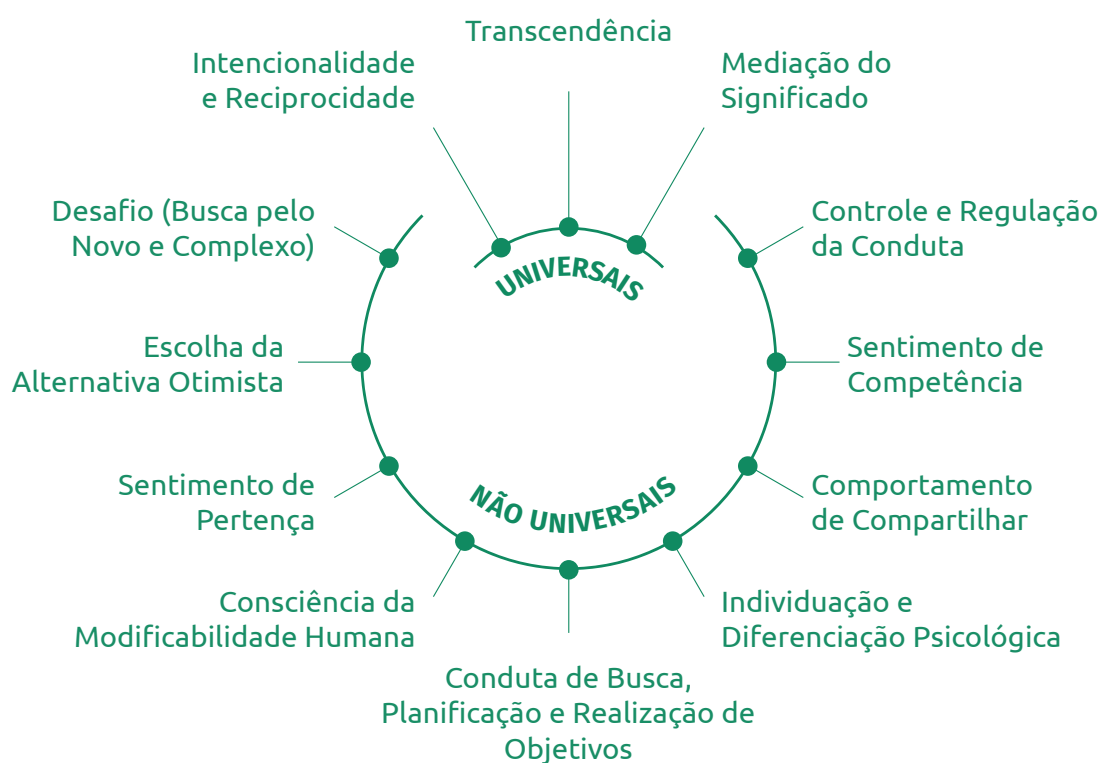 Transcendência
Intencionalidade
e Reciprocidade
Mediação do
Significado
Desafio (Busca pelo
Novo e Complexo)
UNIVERSAIS
Controle e Regulação
da Conduta
Escolha da
Alternativa Otimista
Sentimento de
Competência
Sentimento de
Pertença
NÃO UNIVERSAIS
Comportamento
de Compartilhar
Consciência da
Modificabilidade Humana
Individuação e
Diferenciação Psicológica
Conduta de Busca,
Planificação e Realização de
Objetivos